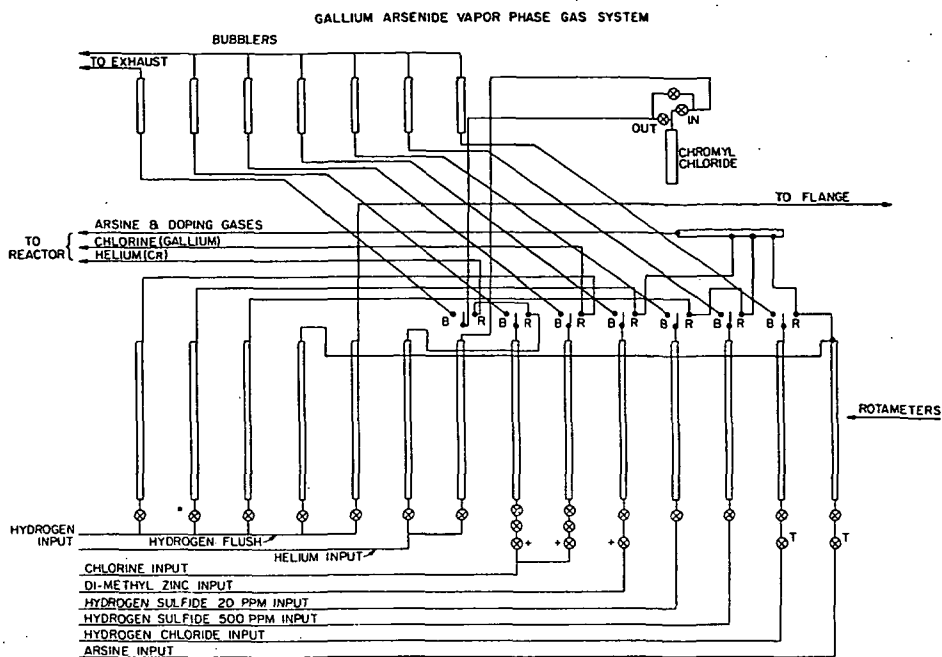 GALLIUM ARSENIDE VAPOR PHASE GAS SYSTEM
BUBBLERS
TO EXHAUST
OUT
IN
CHROMYL
CHLORIDE
TO FLANGE
ARSINE & DOPING GASES
TO
REACTOR
CHLORINE (GALLIUM)
HELIUM (CR)
B R B R B R B R B R B R B R
ROTAMETERS
HYDROGEN
INPUT
HYDROGEN FLUSH
HELIUM INPUT
+ + + T T
CHLORINE INPUT
DI-METHYL ZINC INPUT
HYDROGEN SULFIDE 20 PPM INPUT
HYDROGEN SULFIDE 500 PPM INPUT
HYDROGEN CHLORIDE INPUT
ARSINE INPUT